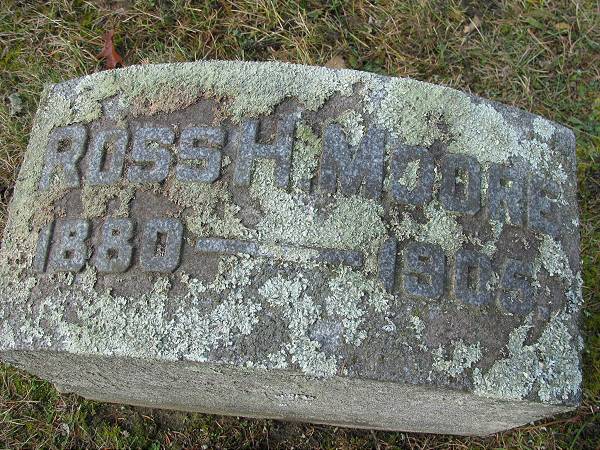 ROSS H. MOORE
1880 — 1905.